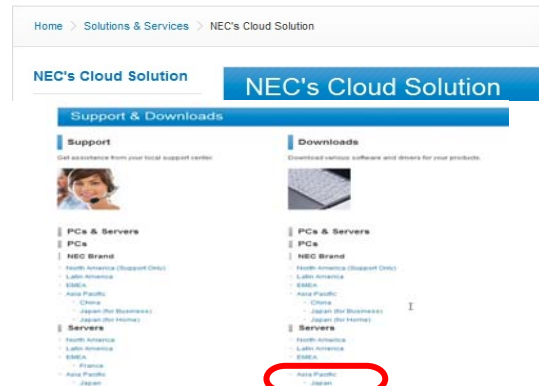 Home > Solutions & Services > NEC's Cloud Solution
NEC's Cloud Solution
NEC's Cloud Solution
Support & Downloads
Support
Get assistance from your local support center.
PCs & Servers
PCs
NEC Brand
North America (Support Only)
Latin America
EMEA
Asia Pacific
China
Japan (for Business)
Japan (for Home)
Servers
North America
Latin America
EMEA
France
Asia Pacific
Japan
Downloads
Download various software and drivers for your products.
PCs & Servers
PCs
NEC Brand
North America (Support Only)
Latin America
EMEA
Asia Pacific
China
Japan (for Business)
Japan (for Home)
Servers
North America
Latin America
EMEA
Asia Pacific
Japan